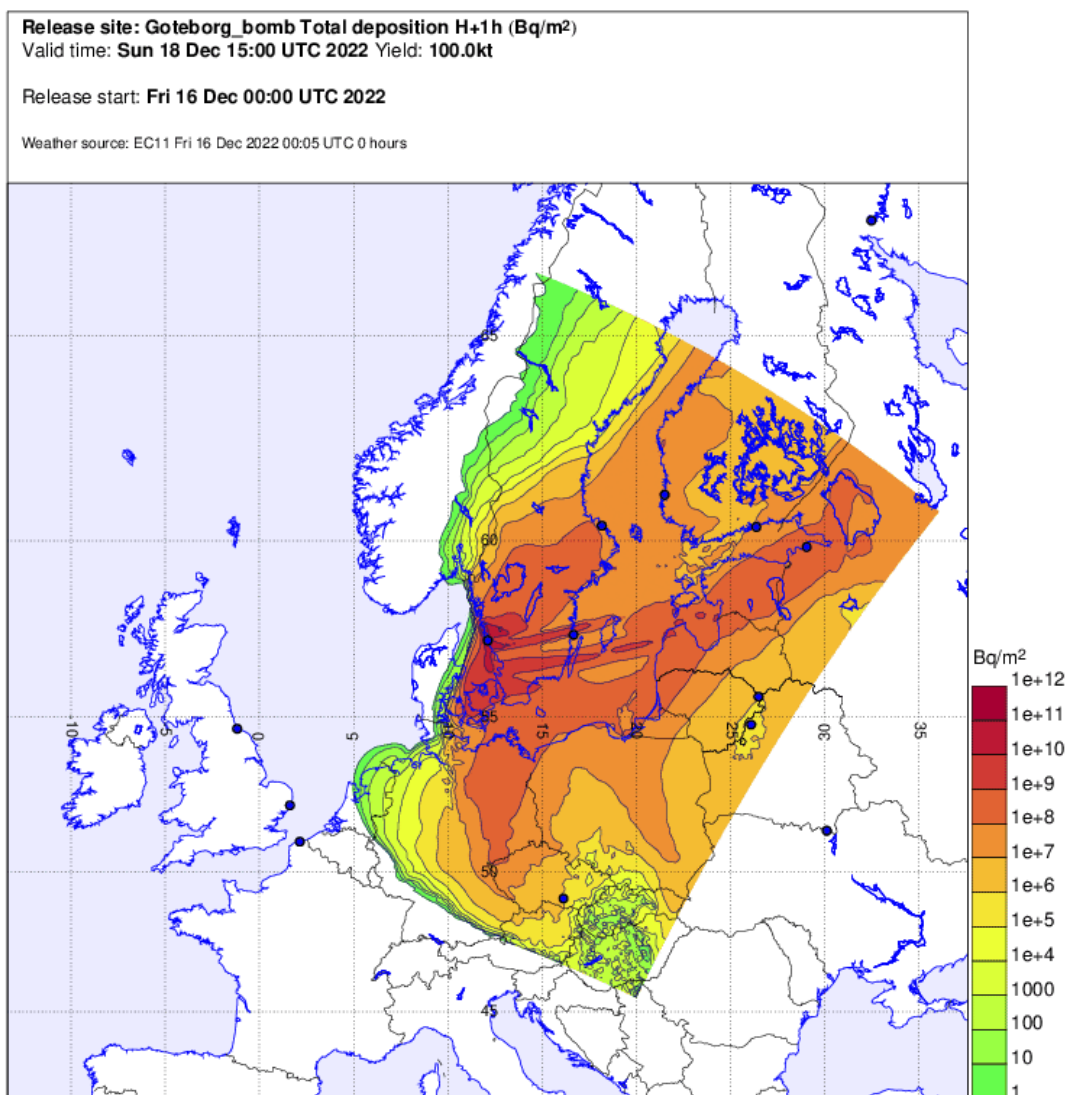 Release site: Goteborg_bomb Total deposition H+1h (Bq/m²)
Valid time: Sun 18 Dec 15:00 UTC 2022 Yield: 100.0kt
Release start: Fri 16 Dec 00:00 UTC 2022
Weather source: EC11 Fri 16 Dec 2022 00:05 UTC 0 hours
65
60
10
5
0
5
55
15
20
25
30
35
50
45
Bq/m²
1e+12
1e+11
1e+10
1e+9
1e+8
1e+7
1e+6
1e+5
1e+4
1000
100
10
1